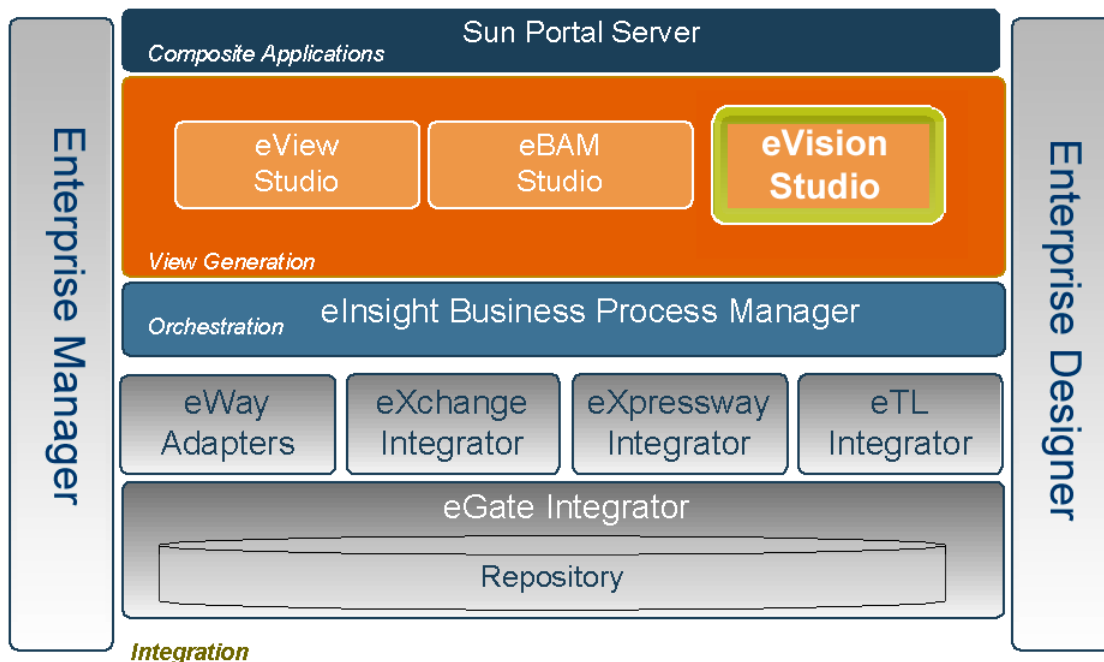 Enterprise Manager
Sun Portal Server
Composite Applications
eView
Studio
eBAM
Studio
eVision
Studio
View Generation
eInsight Business Process Manager
Orchestration
eWay
Adapters
eXchange
Integrator
eXpressway
Integrator
eTL
Integrator
eGate Integrator
Repository
Integration
Enterprise Designer